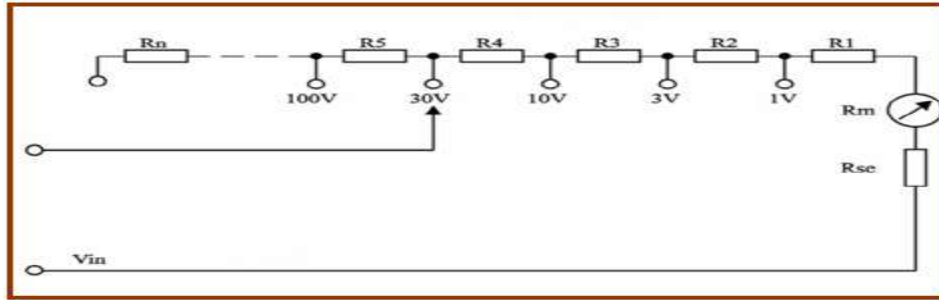 Rn R5 R4 R3 R2 R1
100V 30V 10V 3V 1V
Rm
Rse
Vin